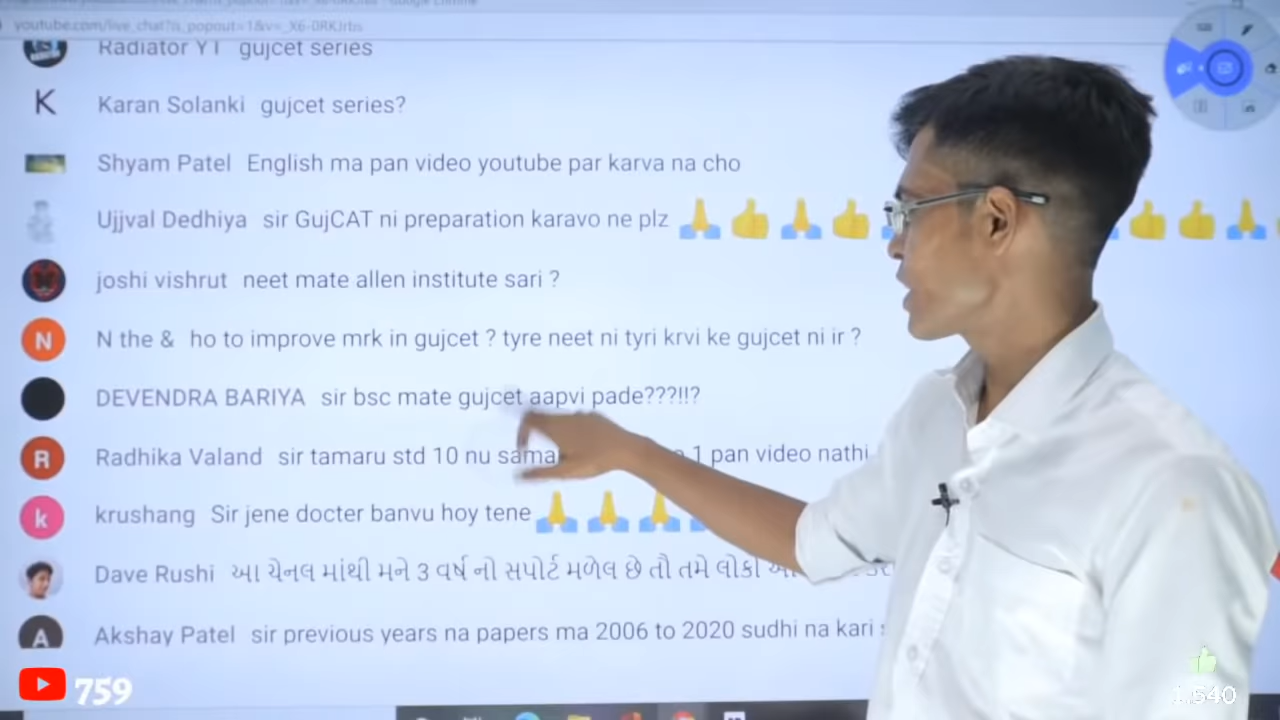 youtube.com/live_chat?is_popout=1&v=_X6-0RKJrbs
Radiator YT gujcet series
K Karan Solanki gujcet series?
Shyam Patel English ma pan video youtube par karva na cho
Ujjval Dedhiya sir GujCAT ni preparation karavo ne plz
joshi vishrut neet mate allen institute sari ?
N N the & ho to improve mrk in gujcet ? tyre neet ni tyri krvi ke gujcet ni ir ?
DEVENDRA BARIYA sir bsc mate gujcet aapvi pade???!!?
R Radhika Valand sir tamaru std 10 nu 1 pan video nathi
k krushang Sir jene docter banvu hoy tene
Dave Rushi આ ચેનલ માંથી મને 3 વર્ષ નો સપોર્ટ મળેલ છે તૌ તમે લોકો
A Akshay Patel sir previous years na papers ma 2006 to 2020 sudhi na kari
759
1,540